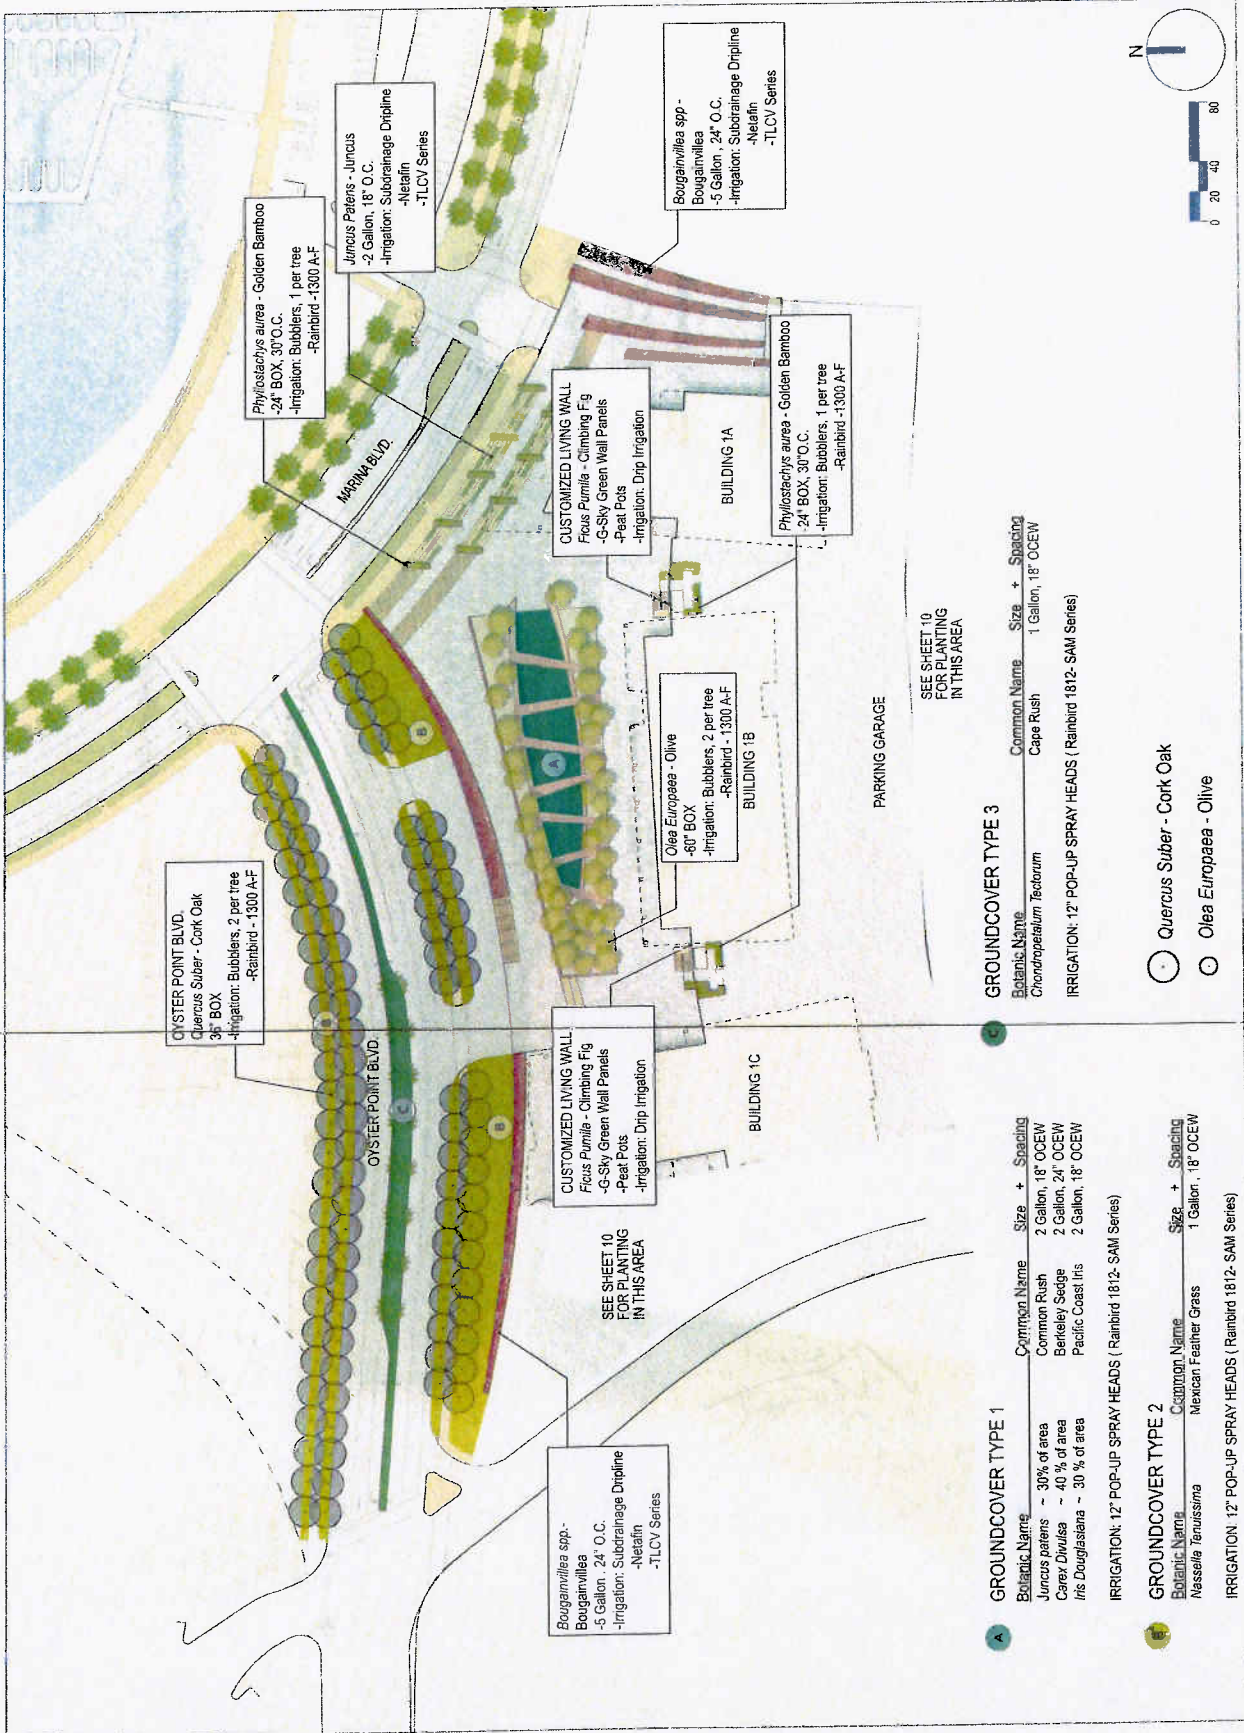 OYSTER POINT BLVD.
Quercus Suber - Cork Oak
36" BOX
-Irrigation: Bubblers, 2 per tree
-Rainbird - 1300 A-F
Phyllostachys aurea - Golden Bamboo
-24" BOX, 30"O.C.
-Irrigation: Bubblers, 1 per tree
-Rainbird -1300 A-F
Juncus Patens - Juncus
-2 Gallon, 18" O.C.
-Irrigation: Subdrainage Dripline
-Netafin
-TLCV Series
MARINA BLVD.
OYSTER POINT BLVD.
B
C
B
B
A
Bougainvillea spp -
Bougainvillea
-5 Gallon , 24" O.C.
-Irrigation: Subdrainage Dripline
-Netafin
-TLCV Series
CUSTOMIZED LIVING WALL
Ficus Pumila - Climbing Fig
-G-Sky Green Wall Panels
-Peat Pots
-Irrigation: Drip Irrigation
CUSTOMIZED LIVING WALL
Ficus Pumila - Climbing Fig
-G-Sky Green Wall Panels
-Peat Pots
-Irrigation: Drip Irrigation
Olea Europaea - Olive
-60" BOX
-Irrigation: Bubblers, 2 per tree
-Rainbird - 1300 A-F
Phyllostachys aurea - Golden Bamboo
-24" BOX, 30"O.C.
-Irrigation: Bubblers, 1 per tree
-Rainbird -1300 A-F
Bougainvillea spp.-
Bougainvillea
-5 Gallon , 24" O.C.
-Irrigation: Subdrainage Dripline
-Netafin
-TLCV Series
BUILDING 1A
BUILDING 1B
BUILDING 1C
PARKING GARAGE
SEE SHEET 10
FOR PLANTING
IN THIS AREA
SEE SHEET 10
FOR PLANTING
IN THIS AREA
A GROUNDCOVER TYPE 1
Botanic Name Common Name Size + Spacing
Juncus patens ~ 30% of area Common Rush 2 Gallon, 18" OCEW
Carex Divulsa ~ 40 % of area Berkeley Sedge 2 Gallon, 24" OCEW
Iris Douglasiana ~ 30 % of area Pacific Coast Iris 2 Gallon, 18" OCEW
IRRIGATION: 12" POP-UP SPRAY HEADS ( Rainbird 1812- SAM Series)
B GROUNDCOVER TYPE 2
Botanic Name Common Name Size + Spacing
Nassella Tenuissima Mexican Feather Grass 1 Gallon , 18" OCEW
IRRIGATION: 12" POP-UP SPRAY HEADS ( Rainbird 1812- SAM Series)
C GROUNDCOVER TYPE 3
Botanic Name Common Name Size + Spacing
Chondropetalum Tectorum Cape Rush 1 Gallon, 18" OCEW
IRRIGATION: 12" POP-UP SPRAY HEADS ( Rainbird 1812- SAM Series)
Quercus Suber - Cork Oak
Olea Europaea - Olive
0 20 40 80
N